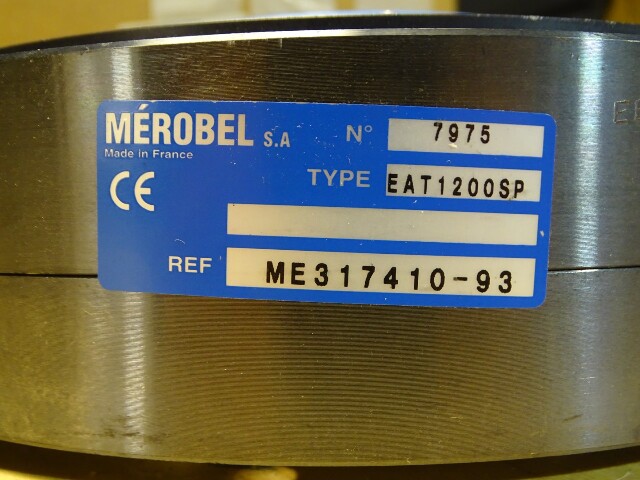 MÉROBEL S.A
Made in France
N° 7975
CE
TYPE EAT1200SP
REF ME317410-93